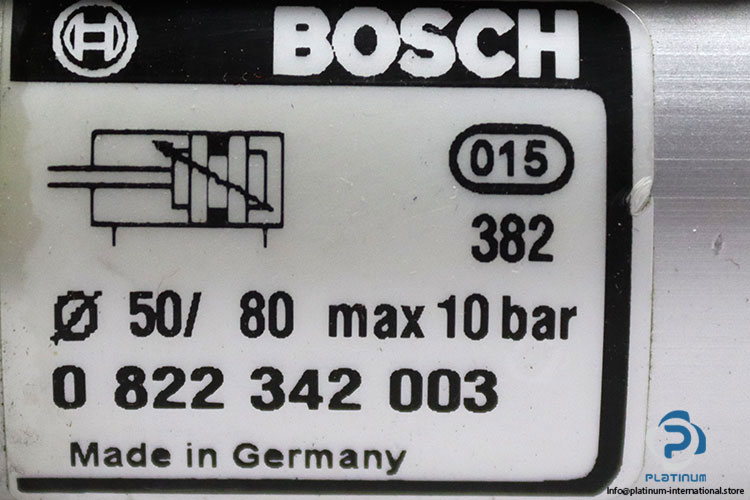 BOSCH
015
382
Ø 50/ 80 max 10 bar
0 822 342 003
Made in Germany
PLATINUM
info@platinum-international.store